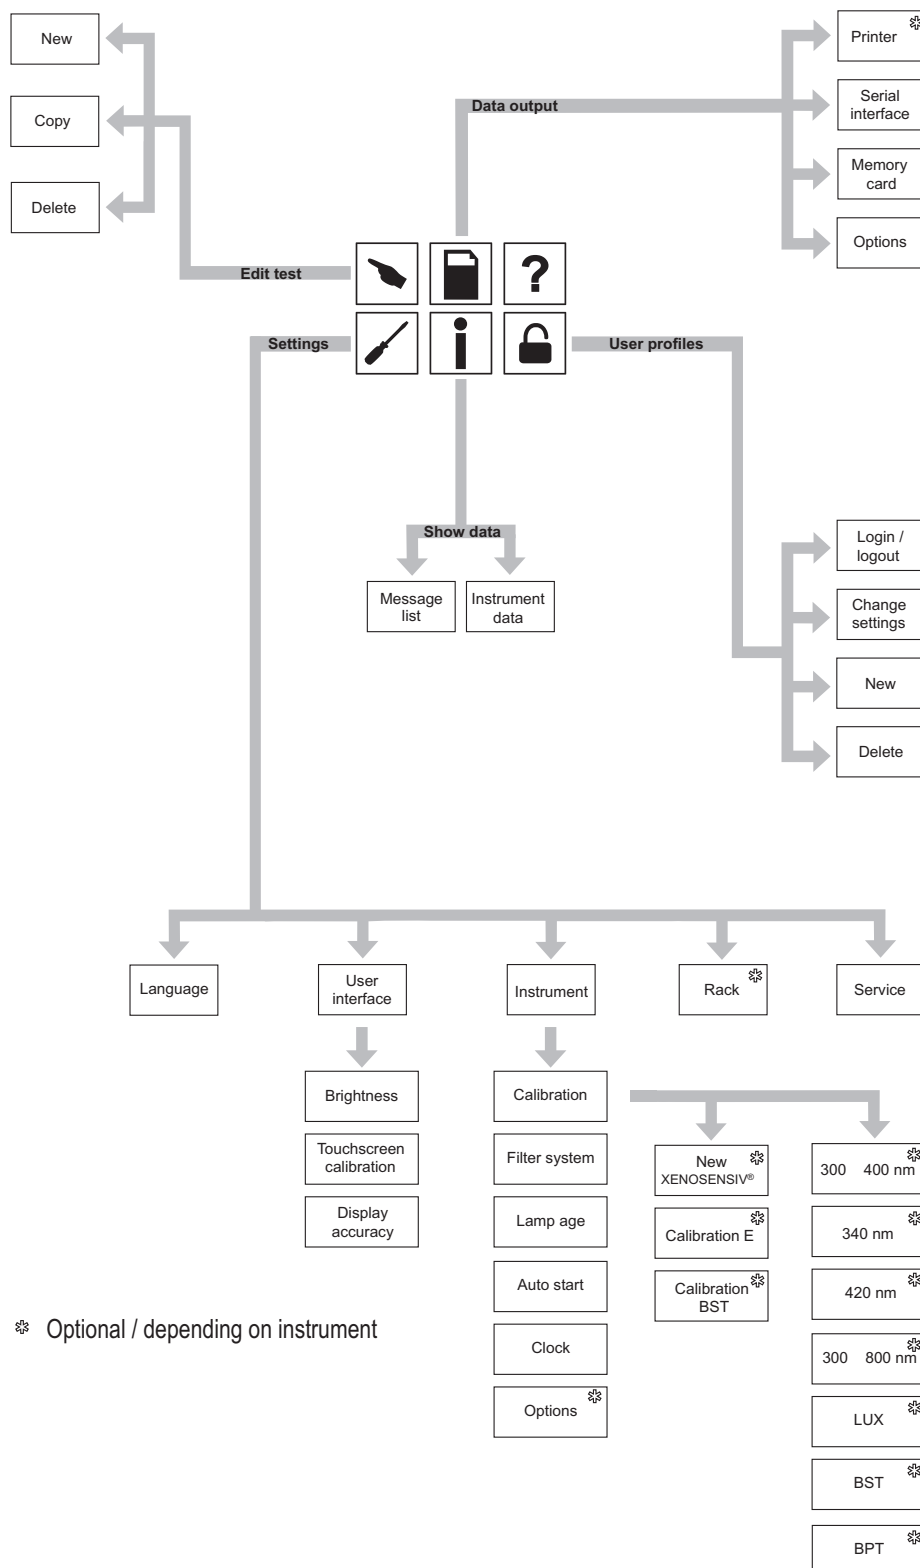 New
Copy
Delete
Edit test
Data output
Printer
Serial
interface
Memory
card
Options
?
i
Settings
User profiles
Show data
Message
list
Instrument
data
Login /
logout
Change
settings
New
Delete
Language
User
interface
Instrument
Rack
Service
Brightness
Touchscreen
calibration
Display
accuracy
Calibration
Filter system
Lamp age
Auto start
Clock
Options
New
XENOSENSIV®
Calibration E
Calibration
BST
300 400 nm
340 nm
420 nm
300 800 nm
LUX
BST
BPT
Optional / depending on instrument